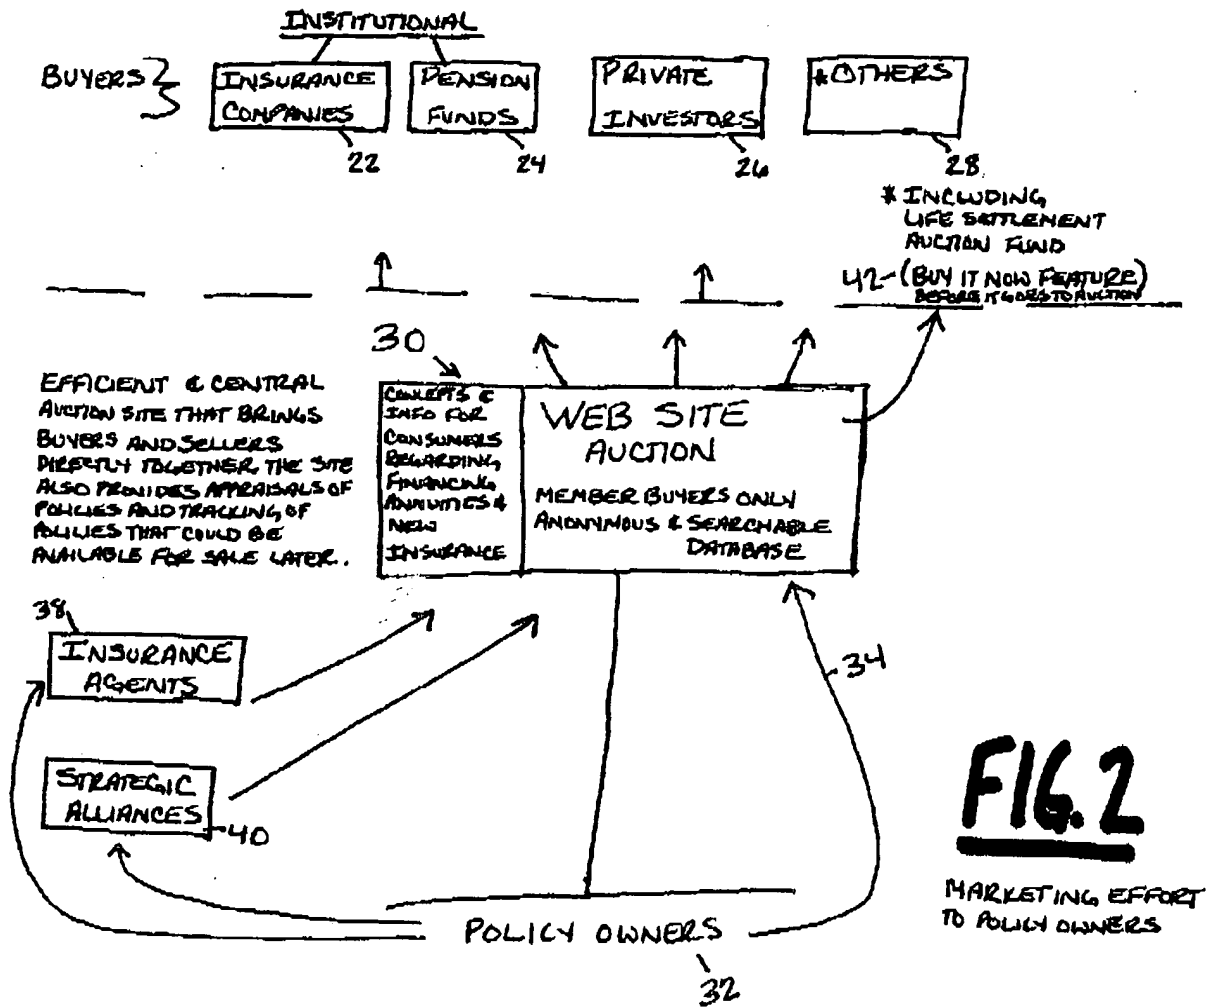 INSTITUTIONAL
BUYERS
INSURANCE
COMPANIES
PENSION
FUNDS
PRIVATE
INVESTORS
*OTHERS
22
24
26
28
* INCLUDING
LIFE SETTLEMENT
AUCTION FUND
42-(BUY IT NOW FEATURE)
BEFORE IT GOES TO AUCTION
30
EFFICIENT & CENTRAL
AUCTION SITE THAT BRINGS
BUYERS AND SELLERS
DIRECTLY TOGETHER, THE SITE
ALSO PROVIDES APPRAISALS OF
POLICIES AND TRACKING OF
POLICIES THAT COULD BE
AVAILABLE FOR SALE LATER.
CONCEPTS &
INFO FOR
CONSUMERS
REGARDING
FINANCING,
ANNUITIES &
NEW
INSURANCE
WEB SITE
AUCTION
MEMBER BUYERS ONLY
ANONYMOUS & SEARCHABLE
DATABASE
38
INSURANCE
AGENTS
34
STRATEGIC
ALLIANCES
40
POLICY OWNERS
32
FIG. 2
MARKETING EFFORT
TO POLICY OWNERS